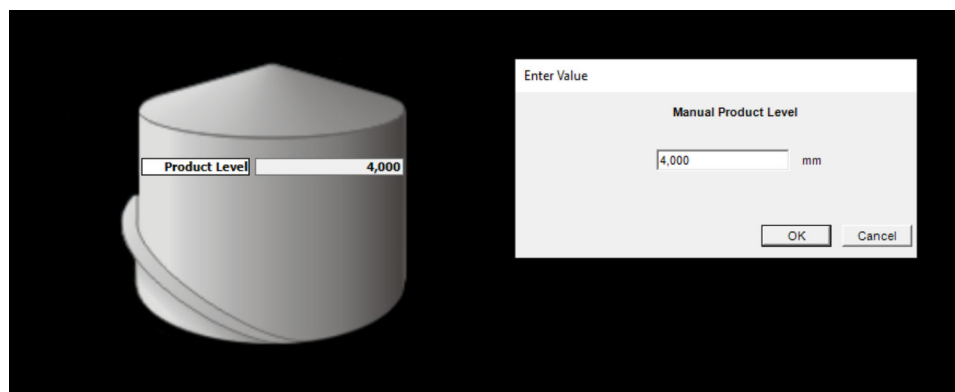 Enter Value
Manual Product Level
Product Level 4,000
4,000 mm
OK Cancel